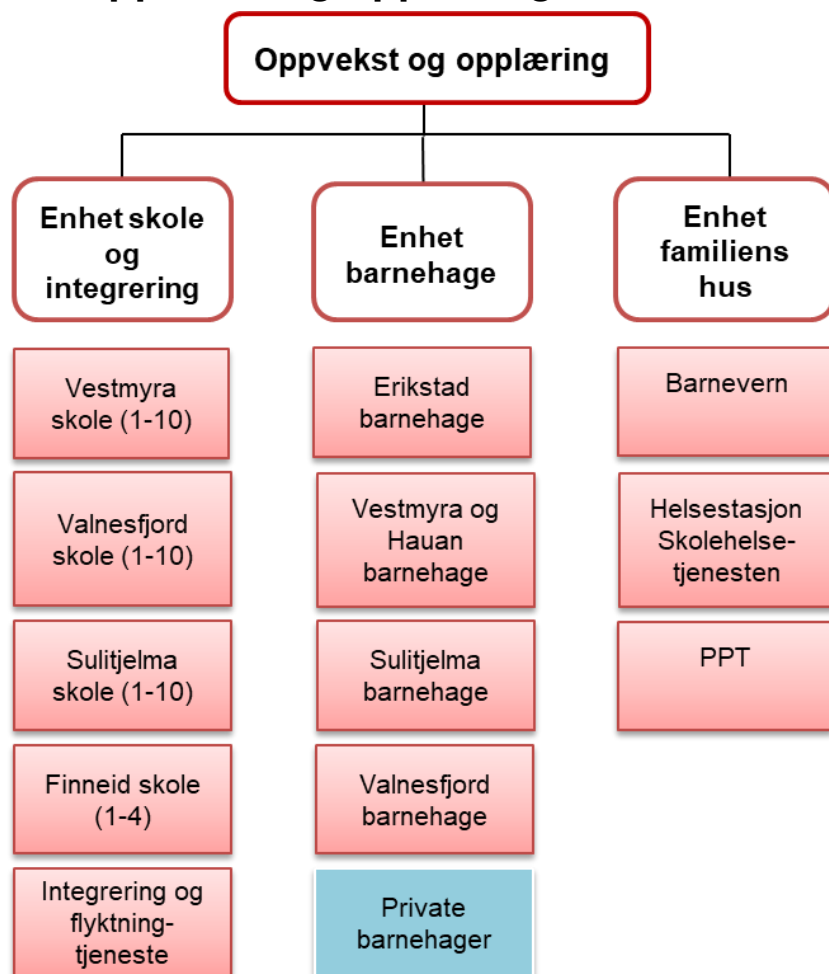 Oppvekst og opplæring
Enhet skole
og
integrering
Enhet
barnehage
Enhet
familiens
hus
Vestmyra
skole (1-10)
Valnesfjord
skole (1-10)
Sulitjelma
skole (1-10)
Finneid skole
(1-4)
Integrering og
flyktning-
tjeneste
Erikstad
barnehage
Vestmyra og
Hauan
barnehage
Sulitjelma
barnehage
Valnesfjord
barnehage
Private
barnehager
Barnevern
Helsestasjon
Skolehelse-
tjenesten
PPT